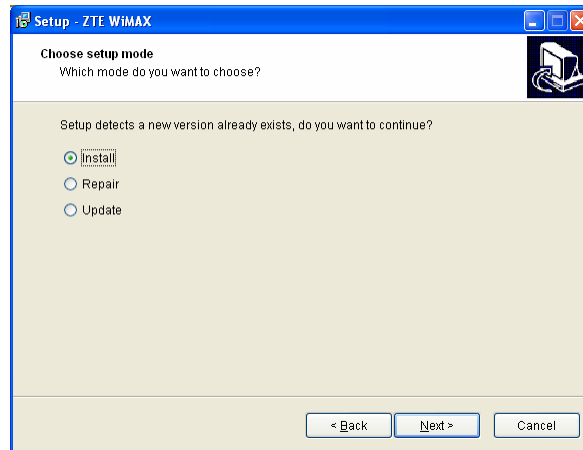 Setup - ZTE WiMAX
Choose setup mode
Which mode do you want to choose?
Setup detects a new version already exists, do you want to continue?
Install
Repair
Update
< Back
Next >
Cancel